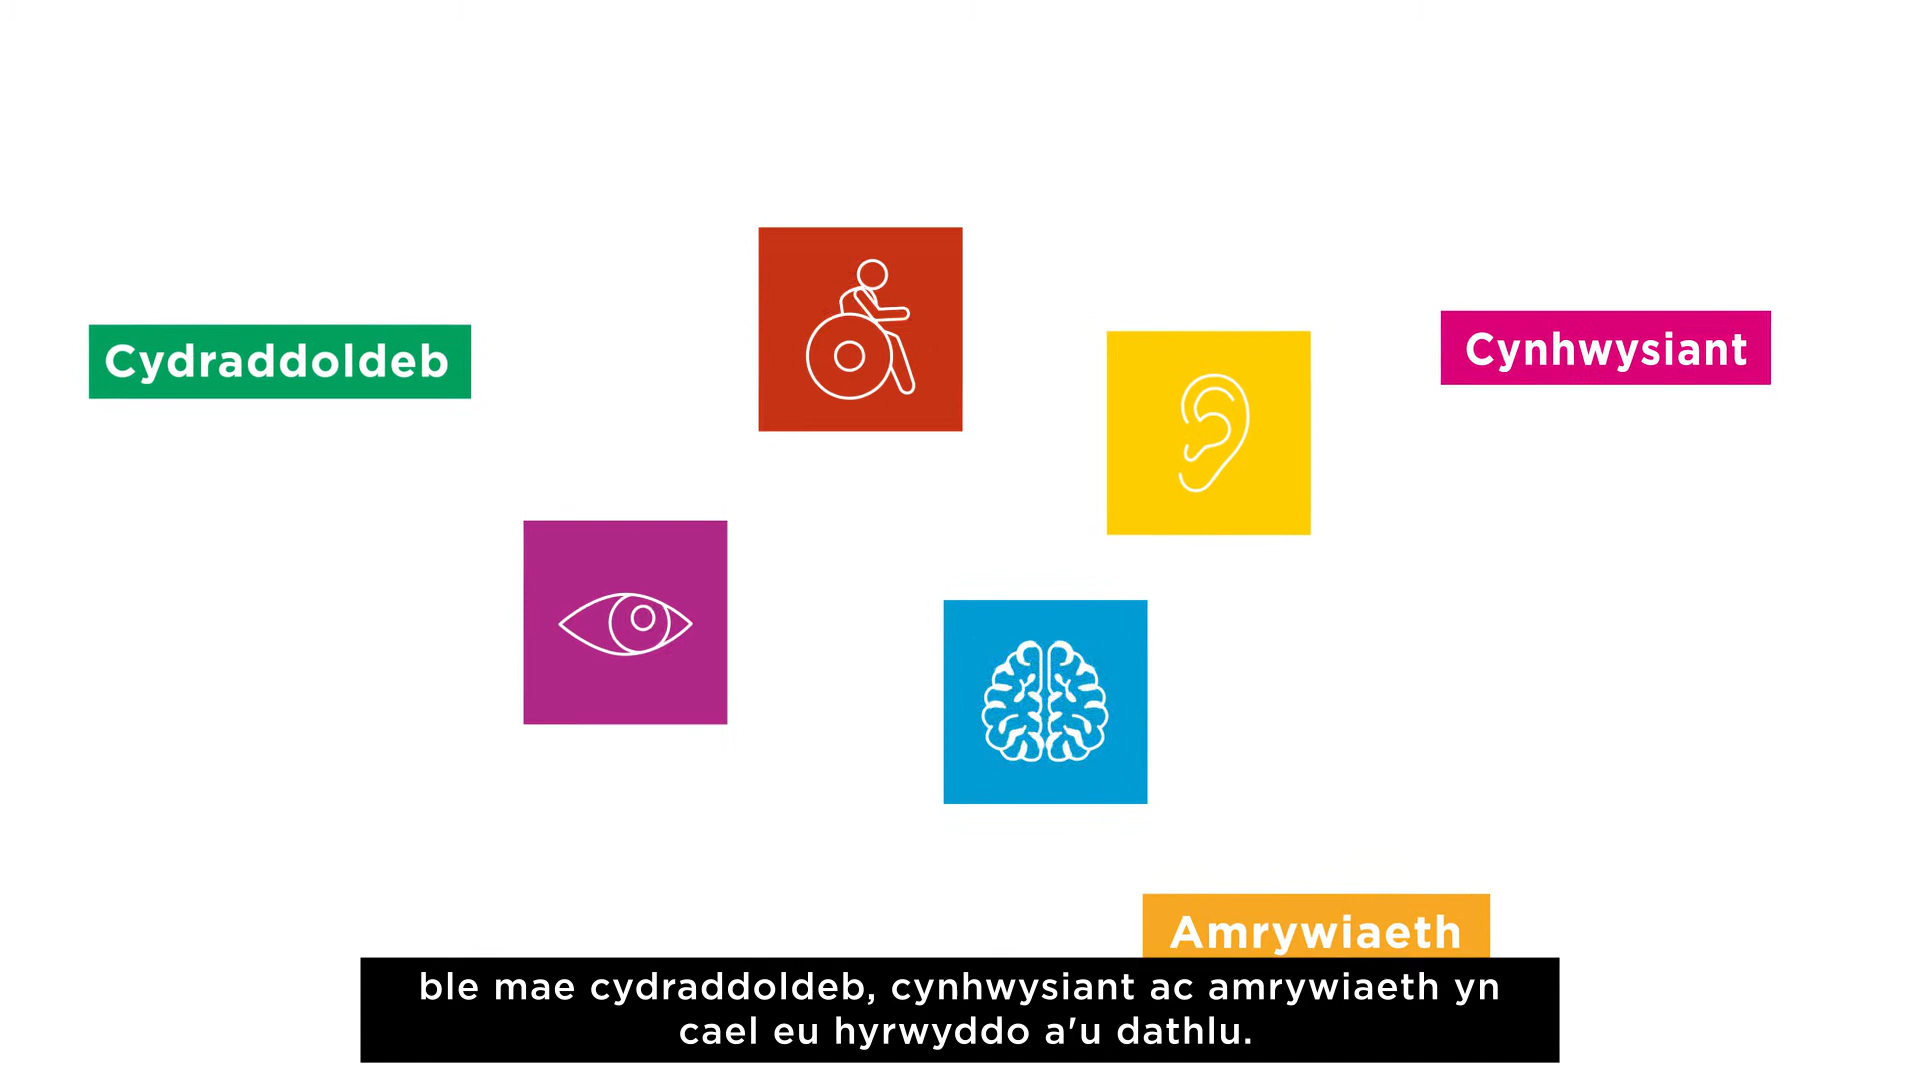 Cydraddoldeb
Cynhwysiant
Amrywiaeth
ble mae cydraddoldeb, cynhwysiant ac amrywiaeth yn
cael eu hyrwyddo a'u dathlu.